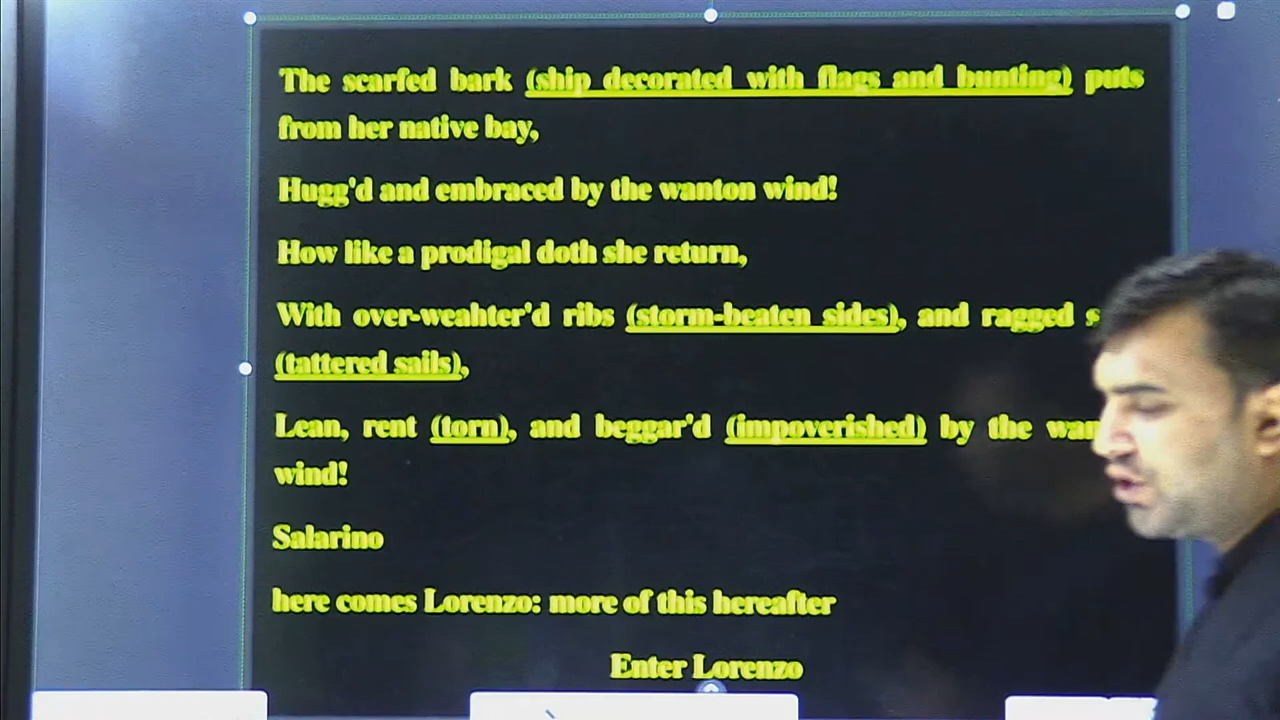 The scarfed bark (ship decorated with flags and bunting) puts
from her native bay,
Hugg'd and embraced by the wanton wind!
How like a prodigal doth she return,
With over-weahter'd ribs (storm-beaten sides), and ragged
(tattered sails),
Lean, rent (torn), and beggar'd (impoverished) by the
wind!
Salarino
here comes Lorenzo: more of this hereafter
Enter Lorenzo